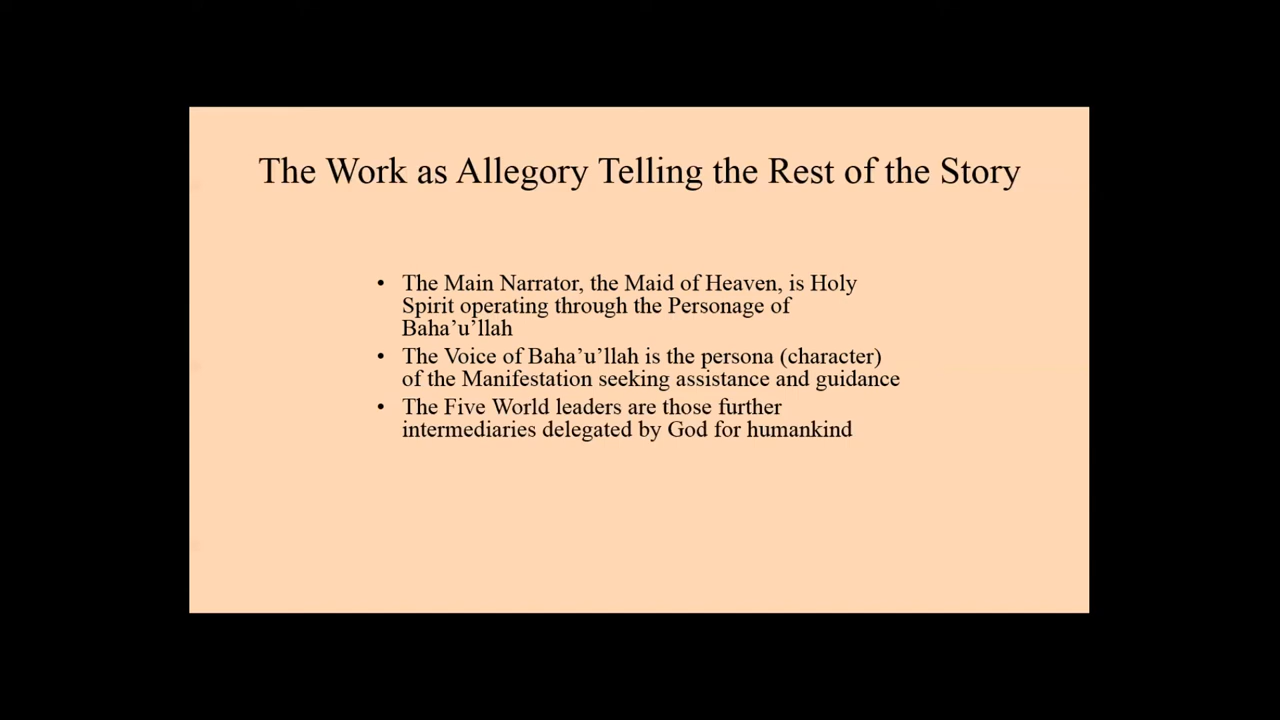 The Work as Allegory Telling the Rest of the Story
• The Main Narrator, the Maid of Heaven, is Holy
Spirit operating through the Personage of
Baha’u’llah
• The Voice of Baha’u’llah is the persona (character)
of the Manifestation seeking assistance and guidance
• The Five World leaders are those further
intermediaries delegated by God for humankind